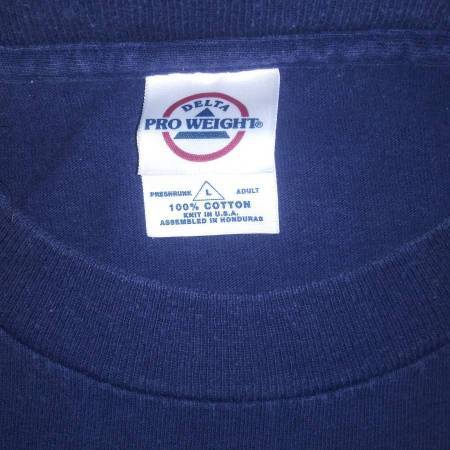 DELTA
PRO WEIGHT®
PRESHRUNK L ADULT
100% COTTON
KNIT IN U.S.A.
ASSEMBLED IN HONDURAS